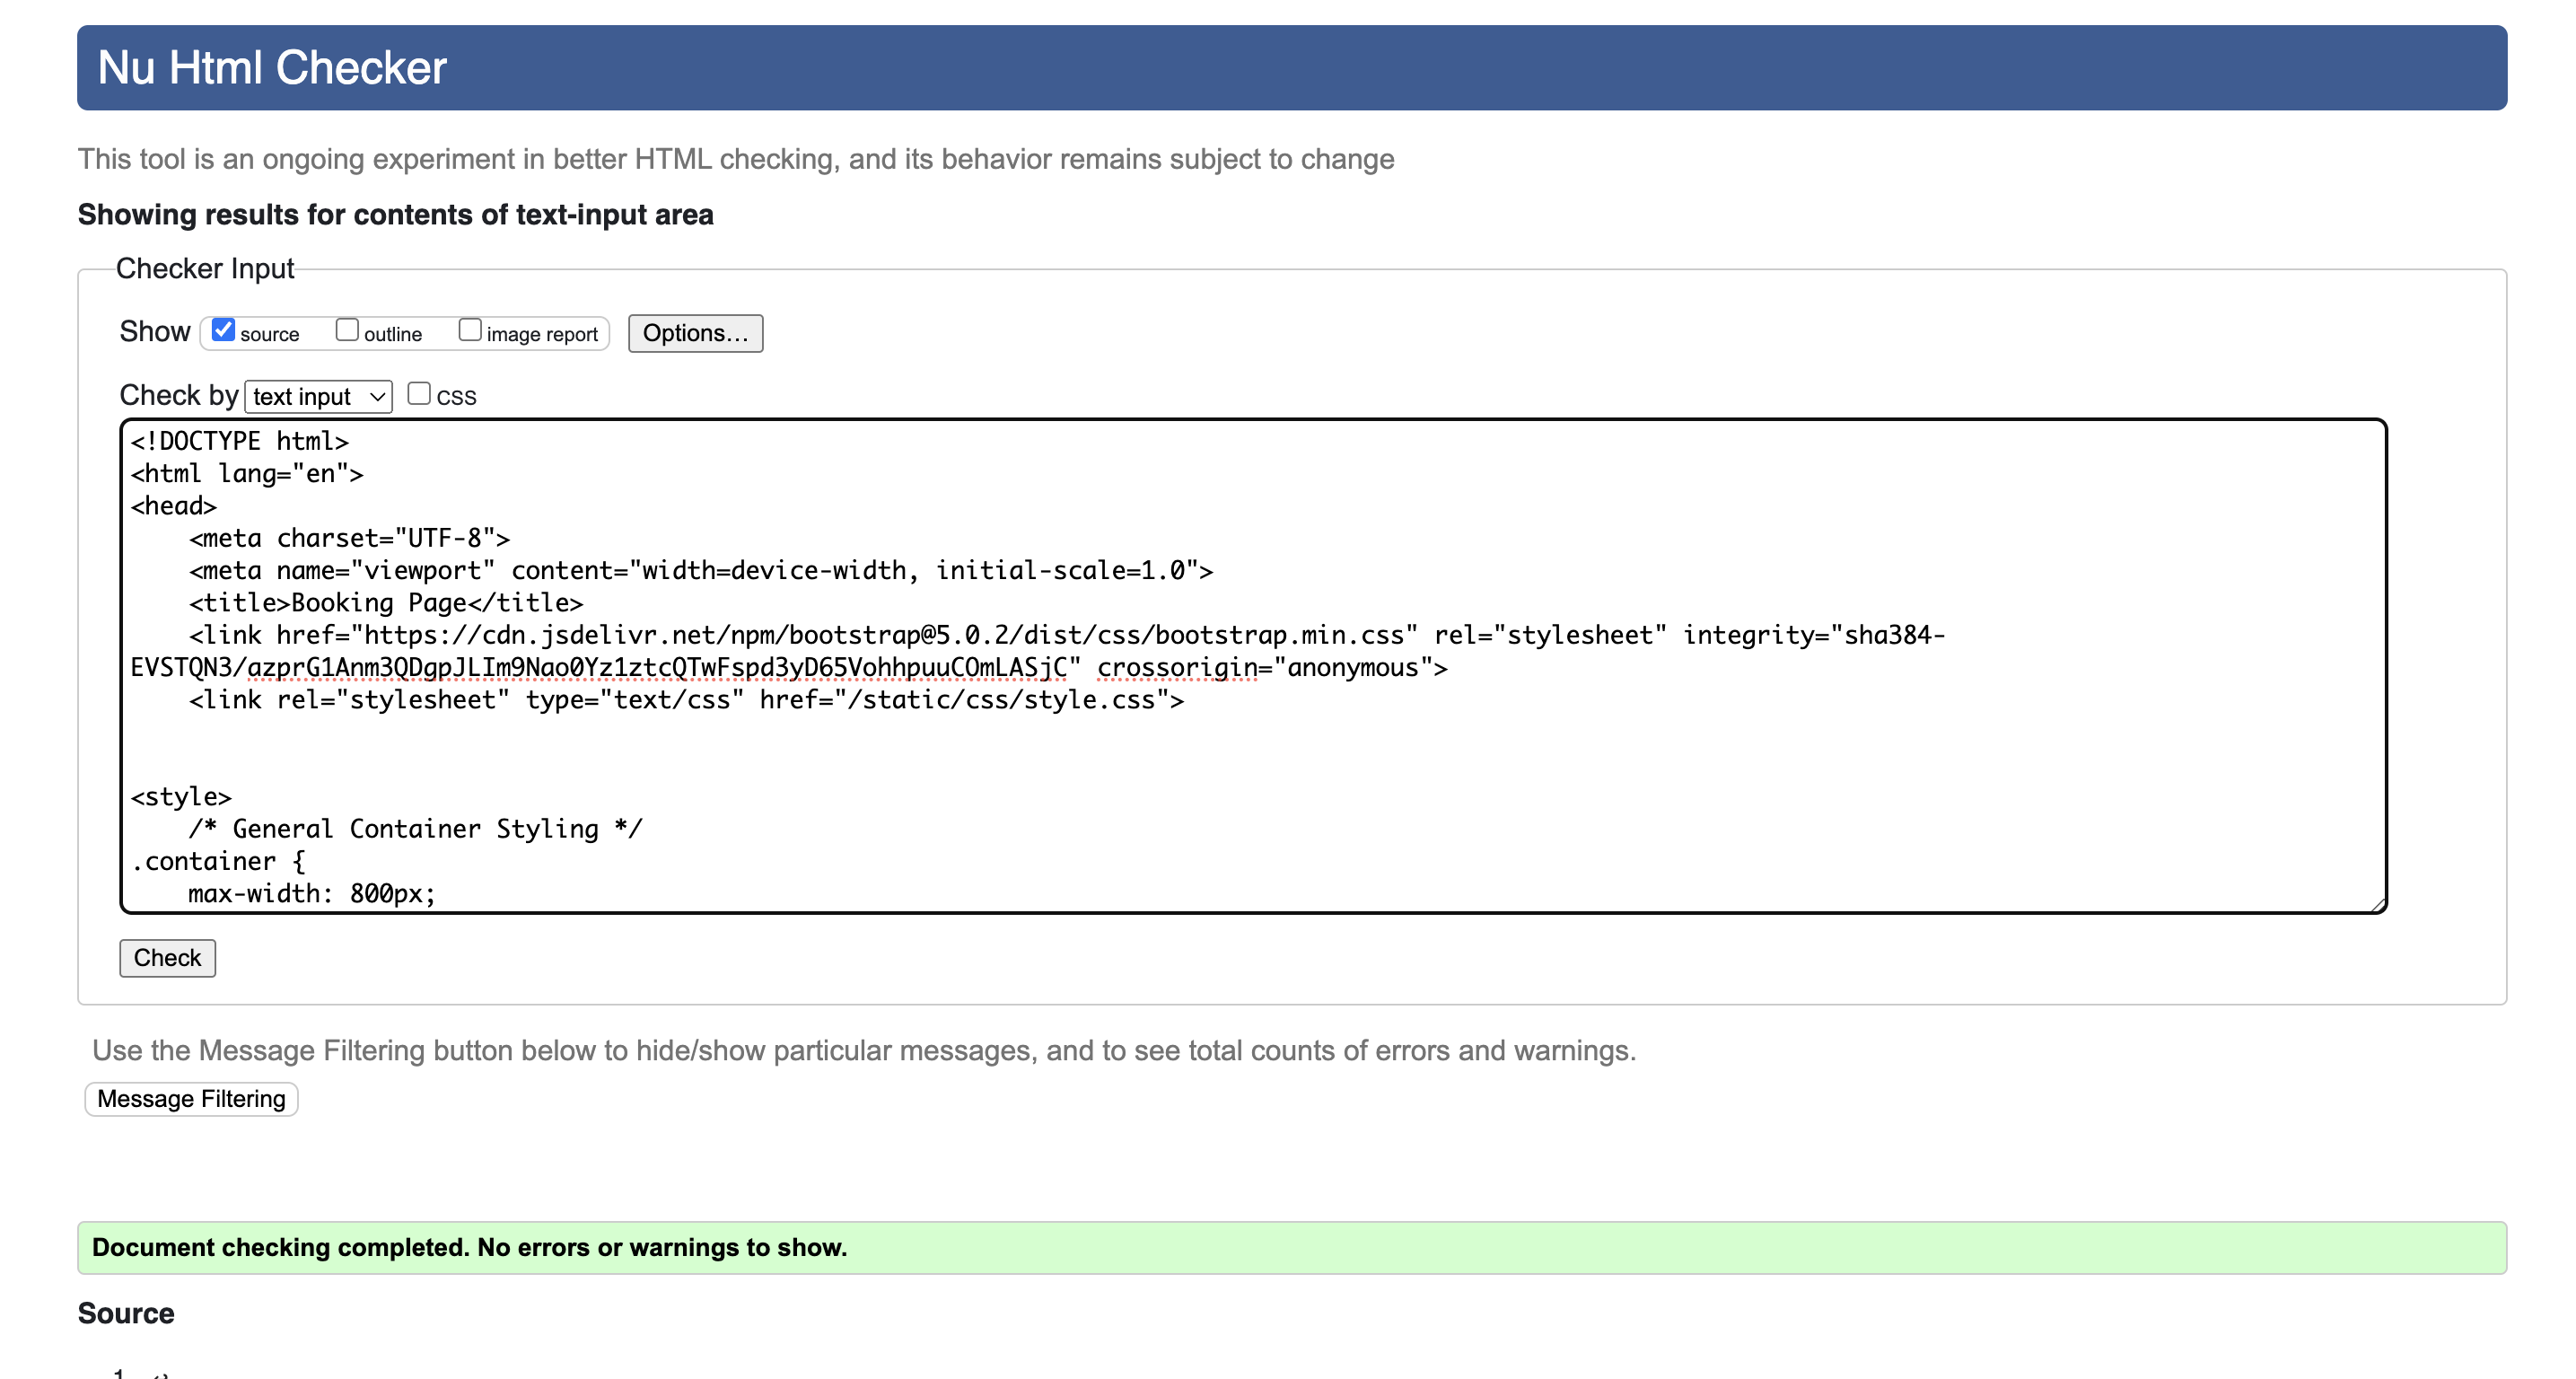 Nu Html Checker
This tool is an ongoing experiment in better HTML checking, and its behavior remains subject to change
Showing results for contents of text-input area
Checker Input
Show source outline image report Options...
Check by text input CSS
<!DOCTYPE html>
<html lang="en">
<head>
    <meta charset="UTF-8">
    <meta name="viewport" content="width=device-width, initial-scale=1.0">
    <title>Booking Page</title>
    <link href="https://cdn.jsdelivr.net/npm/bootstrap@5.0.2/dist/css/bootstrap.min.css" rel="stylesheet" integrity="sha384-
EVSTQN3/azprG1Anm3QDgpJLIm9Nao0Yz1ztcQTwFspd3yD65VohhpuuCOmLASjC" crossorigin="anonymous">
    <link rel="stylesheet" type="text/css" href="/static/css/style.css">
<style>
    /* General Container Styling */
.container {
    max-width: 800px;
Check
Use the Message Filtering button below to hide/show particular messages, and to see total counts of errors and warnings.
Message Filtering
Document checking completed. No errors or warnings to show.
Source